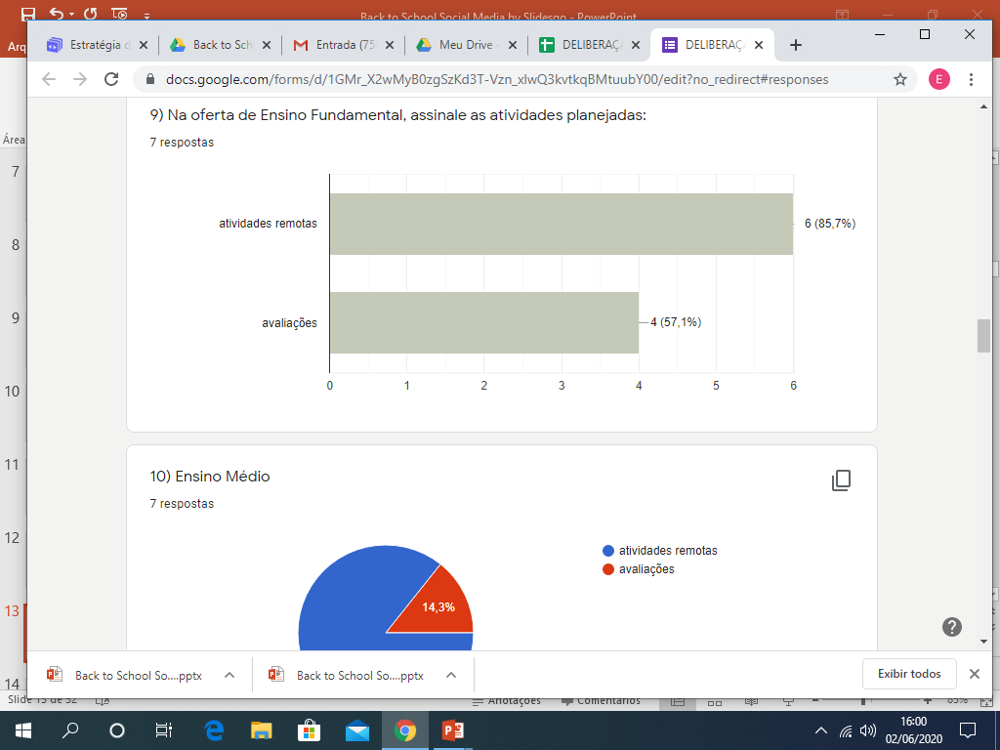 Back to School Social Media by Slidesgo - PowerPoint
Arq
Estratégia d
Back to Sch
Entrada (75
Meu Drive -
DELIBERAÇ
DELIBERAÇ
docs.google.com/forms/d/1GMr_X2wMyB0zgSzKd3T-Vzn_xlwQ3kvtkqBMtuubY00/edit?no_redirect#responses
E
Área
7
8
9
10
11
12
13
14
9) Na oferta de Ensino Fundamental, assinale as atividades planejadas:
7 respostas
atividades remotas
6 (85,7%)
avaliações
4 (57,1%)
0 1 2 3 4 5 6
10) Ensino Médio
7 respostas
atividades remotas
avaliações
14,3%
Back to School So....pptx
Back to School So....pptx
Exibir todos
Slide 13 de 32
Anotações
Comentários
85%
16:00
02/06/2020